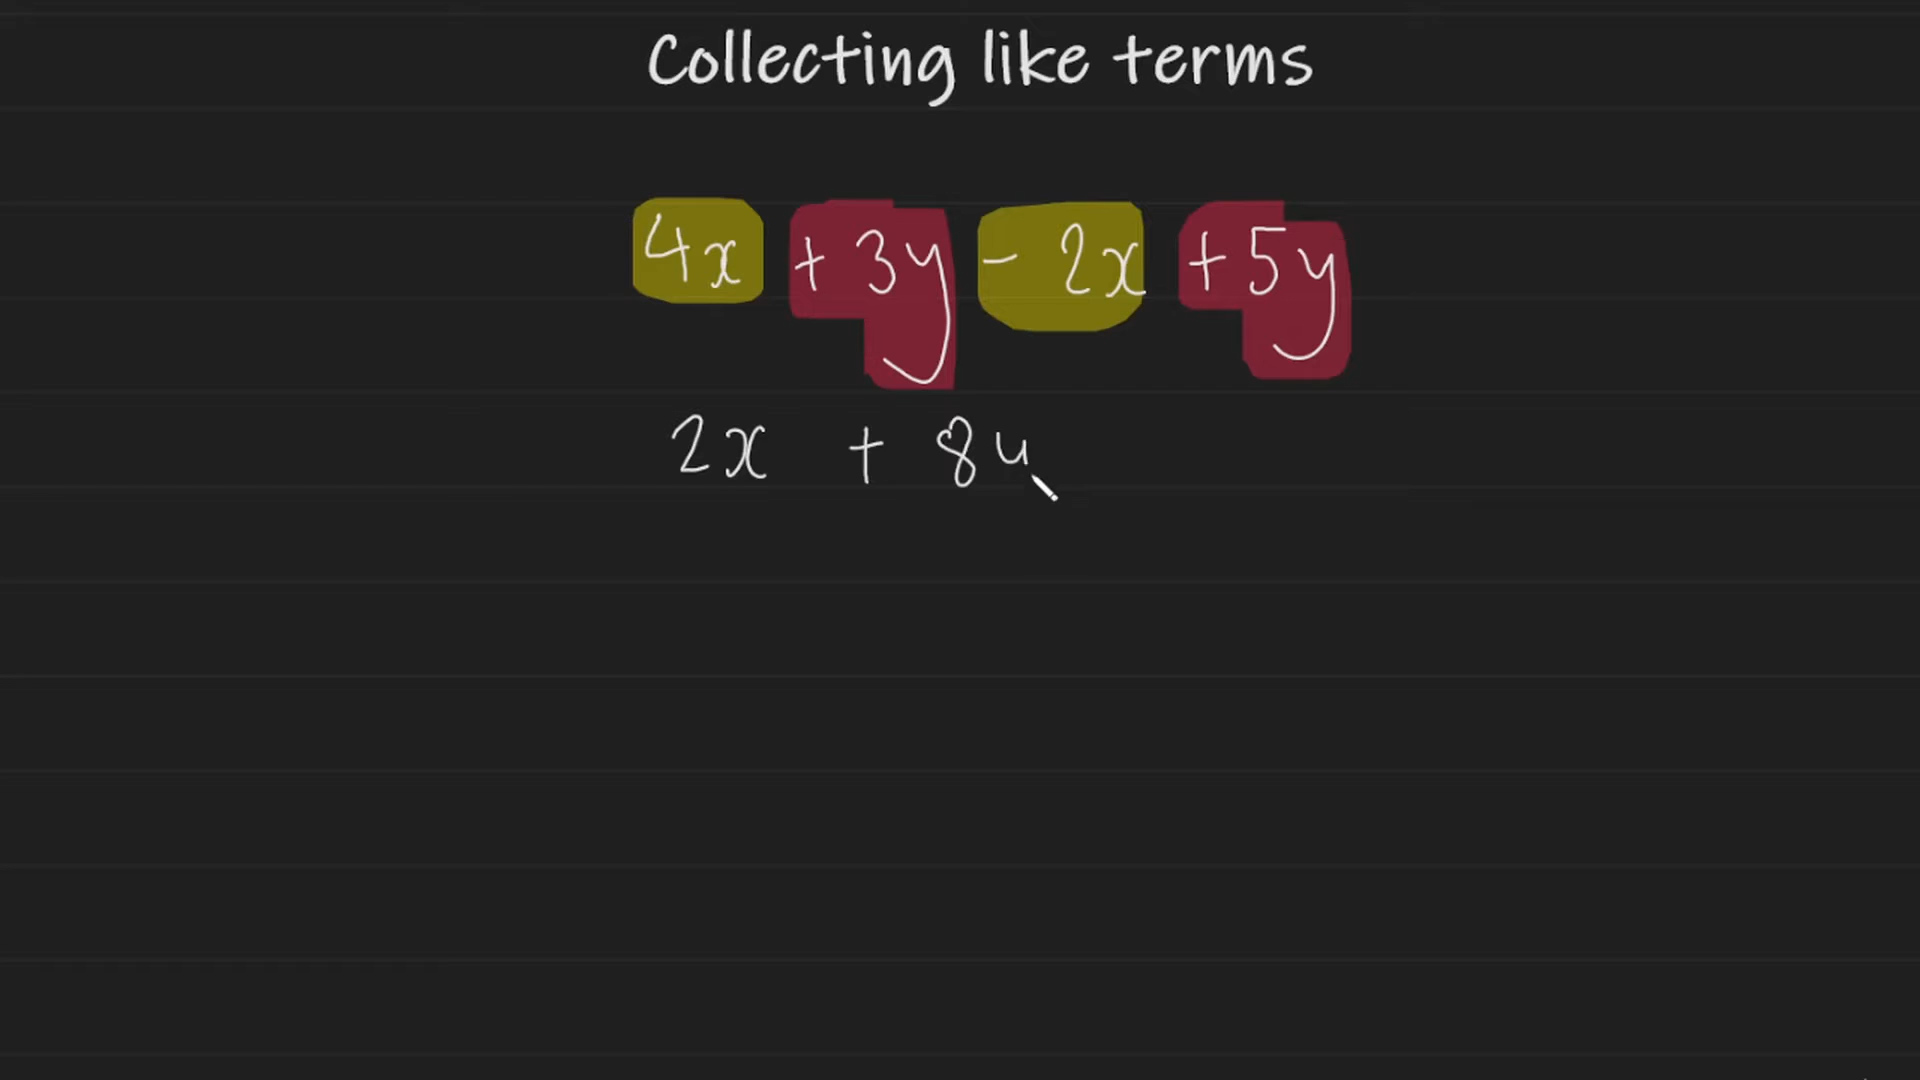 Collecting like terms
4x + 3y - 2x + 5y
2x + 8y